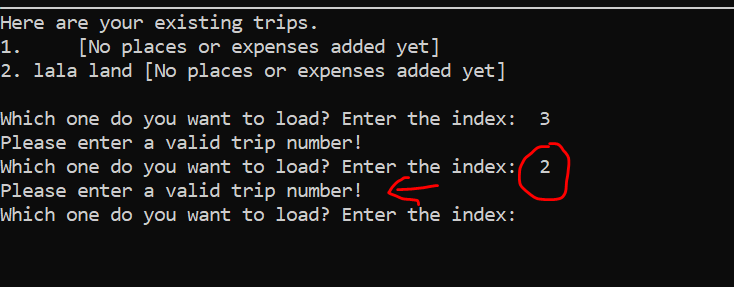 Here are your existing trips.
1.     [No places or expenses added yet]
2. lala land [No places or expenses added yet]
Which one do you want to load? Enter the index:  3
Please enter a valid trip number!
Which one do you want to load? Enter the index:  2
Please enter a valid trip number!
Which one do you want to load? Enter the index: